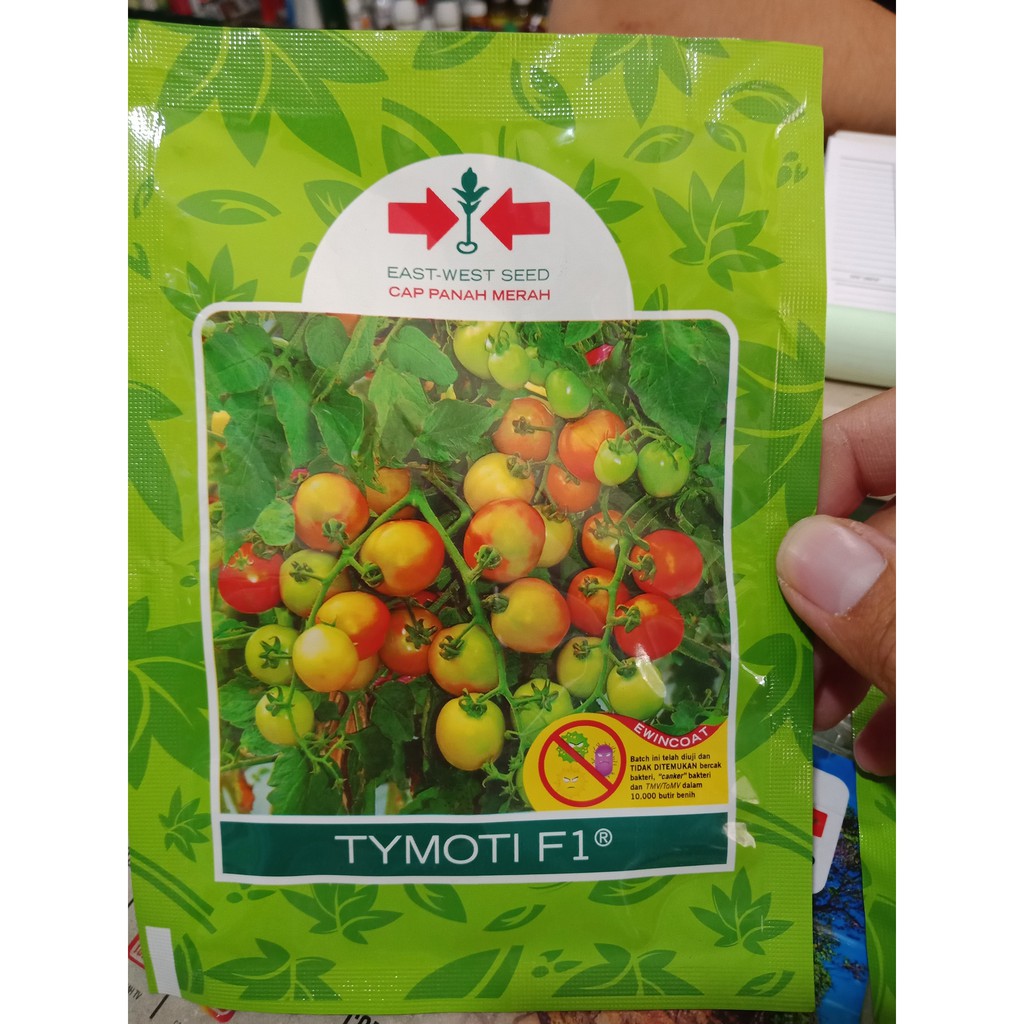 EAST-WEST SEED
CAP PANAH MERAH
EWINCOAT
Batch ini telah diuji dan
TIDAK DITEMUKAN bercak
bakteri, "canker" bakteri
dan TMV/ToMV dalam
10.000 butir benih
TYMOTI F1®